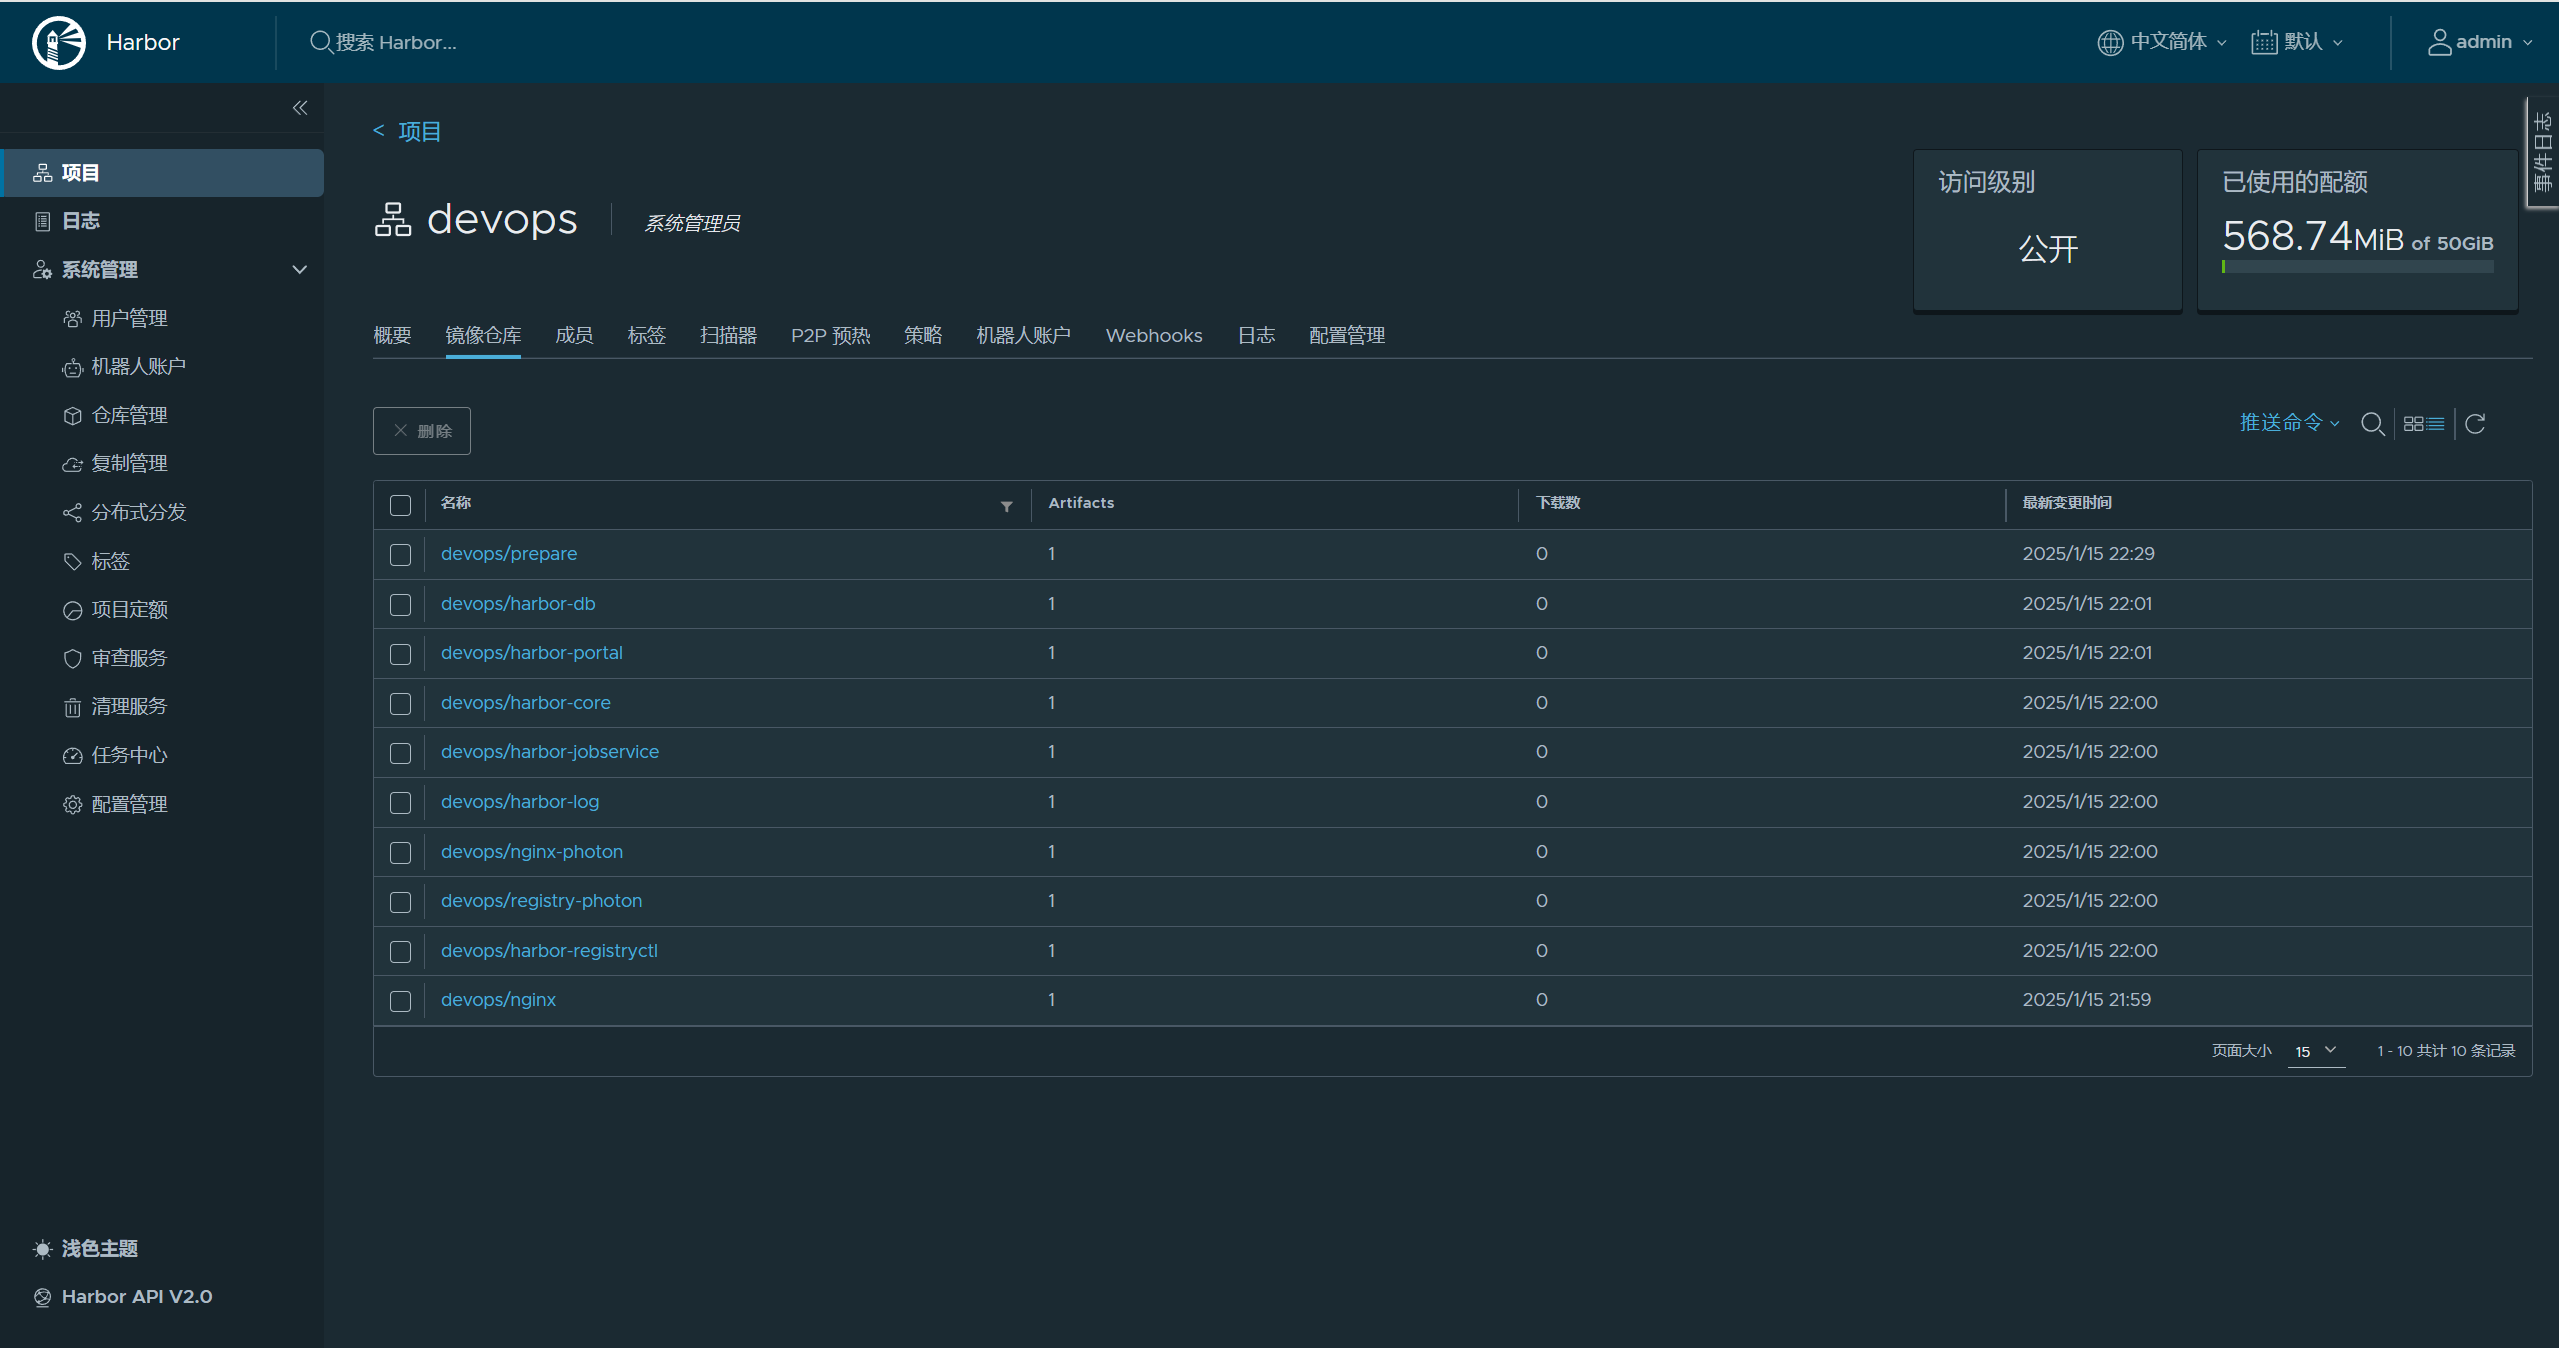 Harbor
搜索 Harbor...
中文简体
默认
admin
项目
日志
系统管理
用户管理
机器人账户
仓库管理
复制管理
分布式分发
标签
项目定额
审查服务
清理服务
任务中心
配置管理
浅色主题
Harbor API V2.0
< 项目
devops
系统管理员
访问级别
公开
已使用的配额
568.74MiB of 50GiB
事件日志
概要 镜像仓库 成员 标签 扫描器 P2P 预热 策略 机器人账户 Webhooks 日志 配置管理
删除
推送命令
名称 Artifacts 下载数 最新变更时间
devops/prepare 1 0 2025/1/15 22:29
devops/harbor-db 1 0 2025/1/15 22:01
devops/harbor-portal 1 0 2025/1/15 22:01
devops/harbor-core 1 0 2025/1/15 22:00
devops/harbor-jobservice 1 0 2025/1/15 22:00
devops/harbor-log 1 0 2025/1/15 22:00
devops/nginx-photon 1 0 2025/1/15 22:00
devops/registry-photon 1 0 2025/1/15 22:00
devops/harbor-registryctl 1 0 2025/1/15 22:00
devops/nginx 1 0 2025/1/15 21:59
页面大小 15 1 - 10 共计 10 条记录